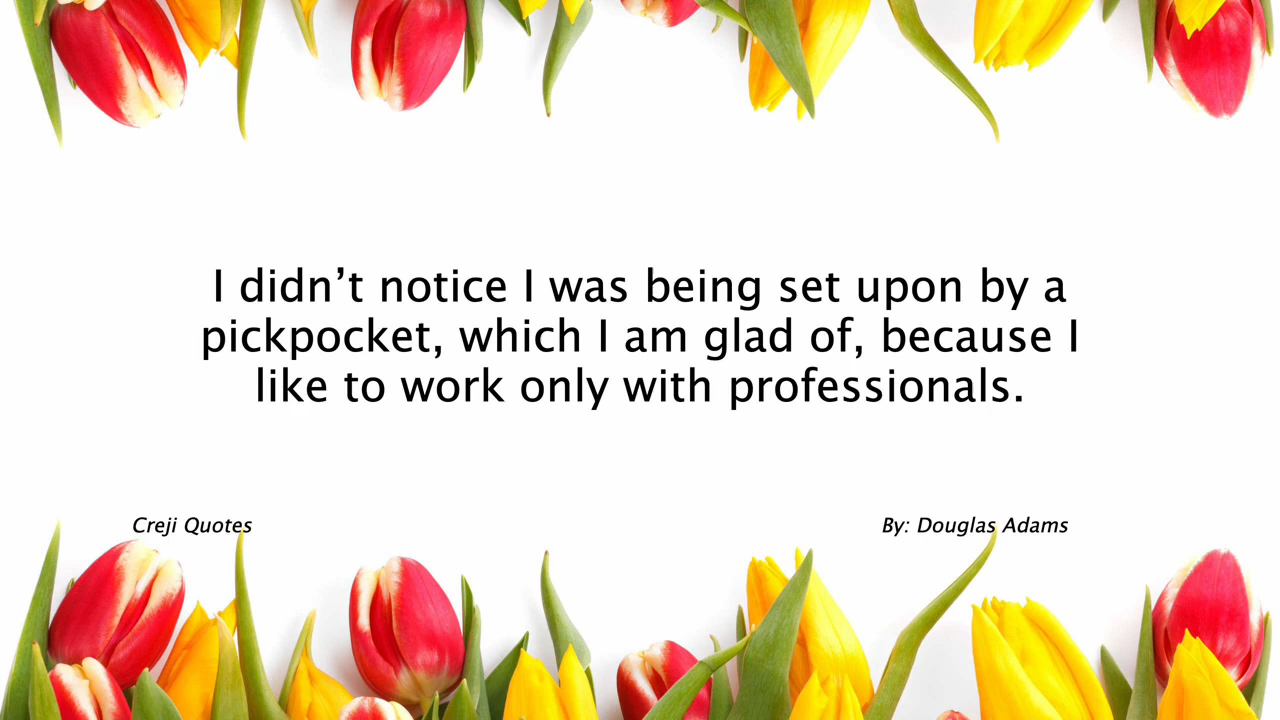 I didn’t notice I was being set upon by a
pickpocket, which I am glad of, because I
like to work only with professionals.
Creji Quotes
By: Douglas Adams